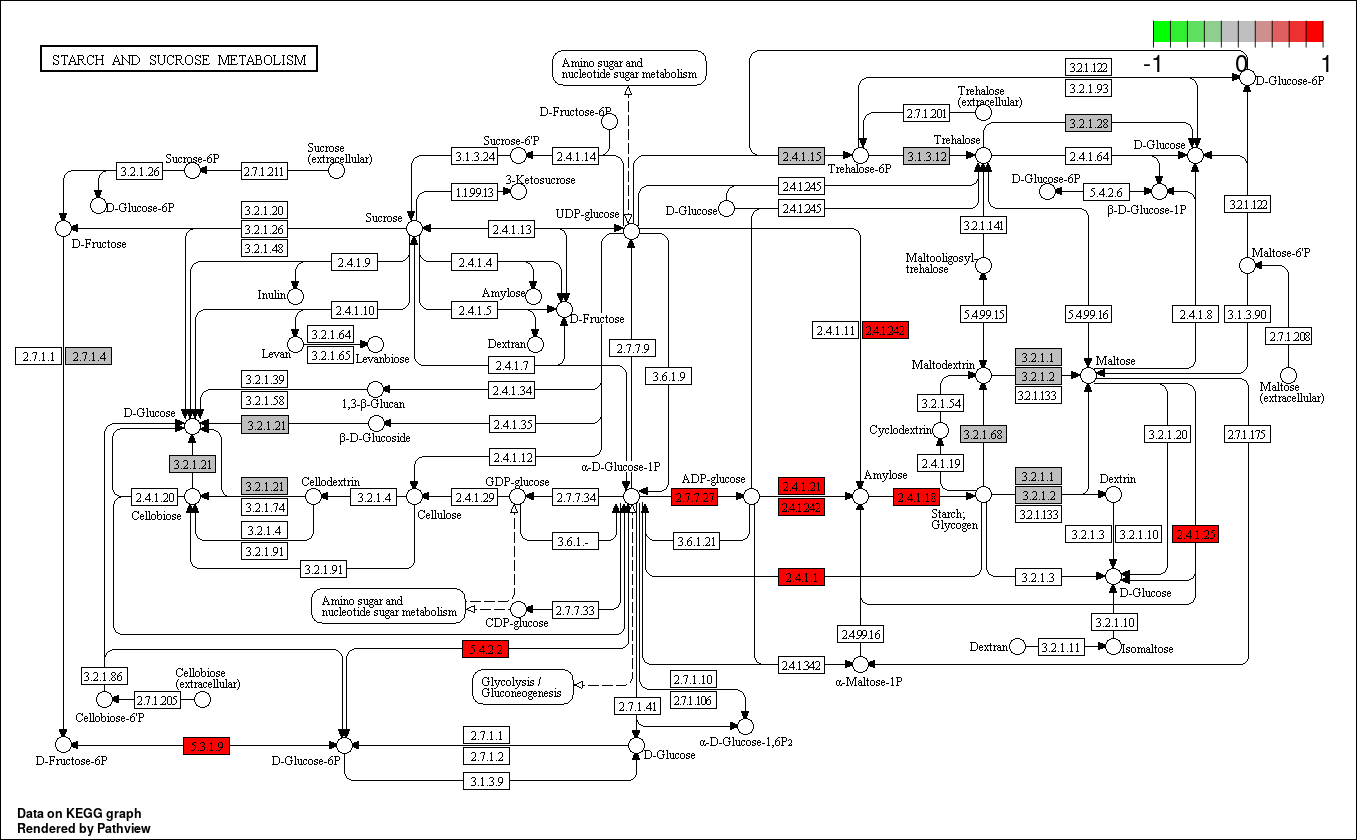 STARCH AND SUCROSE METABOLISM
-1
0
1
Amino sugar and
nucleotide sugar metabolism
3.2.1.122
3.2.1.93
D-Glucose-6P
Trehalose
(extracellular)
2.7.1.201
D-Fructose-6P
3.2.1.28
Sucrose-6'P
Trehalose
D-Glucose
3.1.3.24
2.4.1.14
2.4.1.15
3.1.3.12
2.4.1.64
Trehalose-6P
Sucrose
(extracellular)
Sucrose-6P
3.2.1.26
2.7.1.211
3-Ketosucrose
1.1.99.13
2.4.1.245
D-Glucose-6P
5.4.2.6
β-D-Glucose-1P
D-Glucose-6P
D-Glucose
2.4.1.245
3.2.1.122
3.2.1.20
Sucrose
UDP-glucose
3.2.1.26
2.4.1.13
3.2.1.141
D-Fructose
3.2.1.48
Maltose-6'P
2.4.1.9
2.4.1.4
Maltooligosyl-
trehalose
Inulin
Amylose
2.4.1.10
2.4.1.5
D-Fructose
5.4.99.15
5.4.99.16
2.4.1.8
3.1.3.90
2.4.1.11
2.4.1.242
2.7.1.208
3.2.1.64
Levan
3.2.1.65
Levanbiose
Dextran
2.7.7.9
2.7.1.1
2.7.1.4
2.4.1.7
3.6.1.9
Maltodextrin
3.2.1.1
3.2.1.2
3.2.1.133
Maltose
Maltose
(extracellular)
3.2.1.39
3.2.1.58
1,3-β-Glucan
2.4.1.34
3.2.1.54
D-Glucose
3.2.1.21
β-D-Glucoside
2.4.1.35
Cyclodextrin
3.2.1.68
3.2.1.20
2.7.1.175
3.2.1.21
2.4.1.12
2.4.1.19
α-D-Glucose-1P
ADP-glucose
Amylose
3.2.1.1
Dextrin
3.2.1.21
Cellodextrin
GDP-glucose
2.4.1.21
2.4.1.20
3.2.1.74
3.2.1.4
2.4.1.29
2.7.7.34
2.7.7.27
2.4.1.242
2.4.1.18
3.2.1.2
Cellobiose
Cellulose
Starch;
Glycogen
3.2.1.133
3.2.1.4
3.2.1.91
3.6.1.-
3.6.1.21
3.2.1.3
3.2.1.10
2.4.1.25
3.2.1.91
2.4.1.1
3.2.1.3
D-Glucose
Amino sugar and
nucleotide sugar metabolism
CDP-glucose
2.7.7.33
3.2.1.10
2.4.99.16
5.4.2.2
Dextran
3.2.1.11
Isomaltose
2.4.1.342
α-Maltose-1P
3.2.1.86
Cellobiose
(extracellular)
2.7.1.205
Cellobiose-6'P
Glycolysis /
Gluconeogenesis
2.7.1.10
2.7.1.106
2.7.1.41
α-D-Glucose-1,6P2
5.3.1.9
2.7.1.1
2.7.1.2
D-Fructose-6P
D-Glucose-6P
D-Glucose
3.1.3.9
Data on KEGG graph
Rendered by Pathview